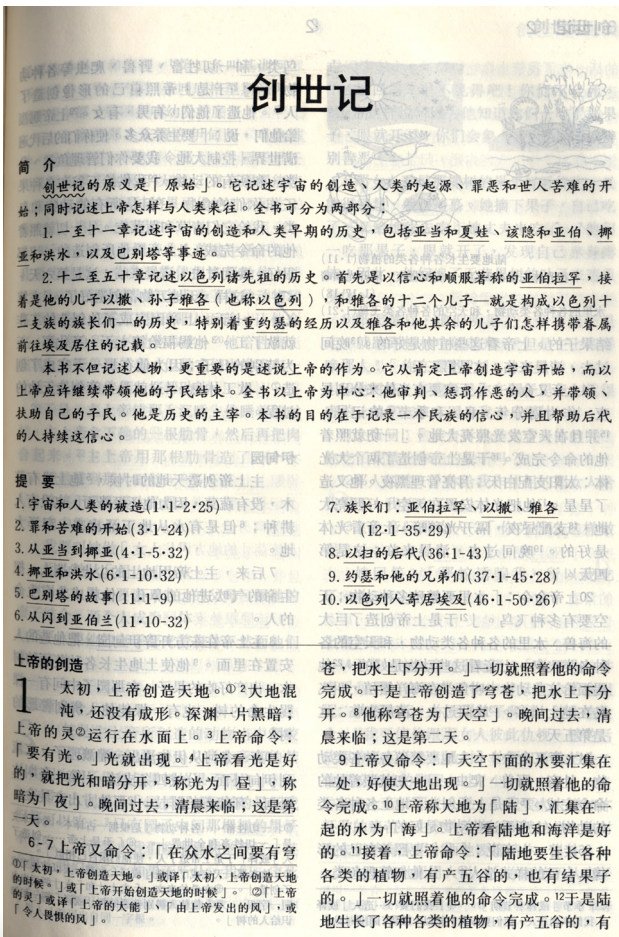 创世记
简 介
创世记的原义是「原始」。它记述宇宙的创造、人类的起源、罪恶和世人苦难的开
始；同时记述上帝怎样与人类来往。全书可分为两部分：
1.一至十一章记述宇宙的创造和人类早期的历史，包括亚当和夏娃、该隐和亚伯、挪
亚和洪水，以及巴别塔等事迹。
2.十二至五十章记述以色列诸先祖的历史。首先是以信心和顺服著称的亚伯拉罕，接
着是他的儿子以撒、孙子雅各（也称以色列），和雅各的十二个儿子—就是构成以色列十
二支族的族长们—的历史，特别着重约瑟的经历以及雅各和他其余的儿子们怎样携带眷属
前往埃及居住的记载。
本书不但记述人物，更重要的是述说上帝的作为。它从肯定上帝创造宇宙开始，而以
上帝应许继续带领他的子民结束。全书以上帝为中心：他审判、惩罚作恶的人，并带领、
扶助自己的子民。他是历史的主宰。本书的目的在于记录一个民族的信心，并且帮助后代
的人持续这信心。
提 要
1.宇宙和人类的被造(1·1-2·25)
2.罪和苦难的开始(3·1-24)
3.从亚当到挪亚(4·1-5·32)
4.挪亚和洪水(6·1-10·32)
5.巴别塔的故事(11·1-9)
6.从闪到亚伯兰(11·10-32)
7.族长们：亚伯拉罕、以撒、雅各
(12·1-35·29)
8.以扫的后代(36·1-43)
9.约瑟和他的兄弟们(37·1-45·28)
10.以色列人寄居埃及(46·1-50·26)
上帝的创造
1 太初，上帝创造天地。① 2大地混
沌，还没有成形。深渊一片黑暗；
上帝的灵②运行在水面上。3上帝命令：
「要有光。」光就出现。4上帝看光是好
的，就把光和暗分开，5称光为「昼」，称
暗为「夜」。晚间过去，清晨来临；这是第
一天。
6-7上帝又命令：「在众水之间要有穹
苍，把水上下分开。」一切就照着他的命令
完成。于是上帝创造了穹苍，把水上下分
开。8他称穹苍为「天空」。晚间过去，清
晨来临；这是第二天。
9上帝又命令：「天空下面的水要汇集在
一处，好使大地出现。」一切就照着他的命
令完成。10上帝称大地为「陆」，汇集在一
起的水为「海」。上帝看陆地和海洋是好
的。11接着，上帝命令：「陆地要生长各种
各类的植物，有产五谷的，也有结果子
的。」一切就照着他的命令完成。12于是陆
地生长了各种各类的植物，有产五谷的，有
①「太初，上帝创造天地。」或译「太初，上帝创造天地
的时候。」或「上帝开始创造天地的时候」。 ②「上帝
的灵」或译「上帝的大能」、「由上帝发出的风」，或
「令人畏惧的风」。